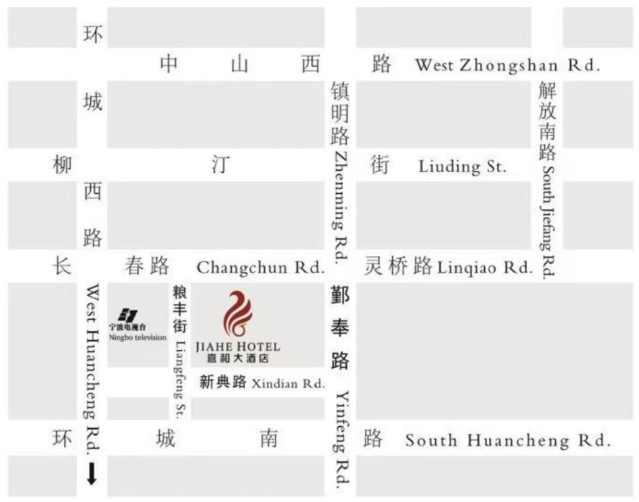 中山西路 West Zhongshan Rd.
环城西路
West Huancheng Rd.
镇明路 Zhenming Rd.
解放南路 South Jiefang Rd.
柳汀街 Liuding St.
长春路 Changchun Rd.
灵桥路 Linqiao Rd.
宁波电视台
Ningbo television
粮丰街 Liangfeng St.
JIAHE HOTEL
嘉和大酒店
鄞奉路 Yinfeng Rd.
新典路 Xindian Rd.
环城南路 South Huancheng Rd.